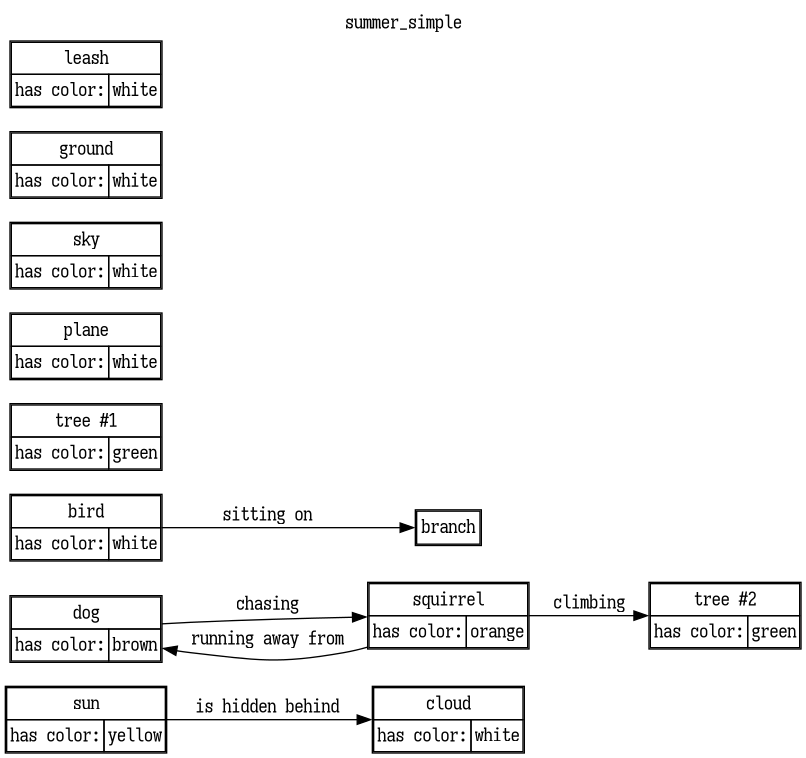 summer_simple
leash
has color: white
ground
has color: white
sky
has color: white
plane
has color: white
tree #1
has color: green
bird
has color: white
sitting on
branch
dog
has color: brown
chasing
running away from
squirrel
has color: orange
climbing
tree #2
has color: green
sun
has color: yellow
is hidden behind
cloud
has color: white